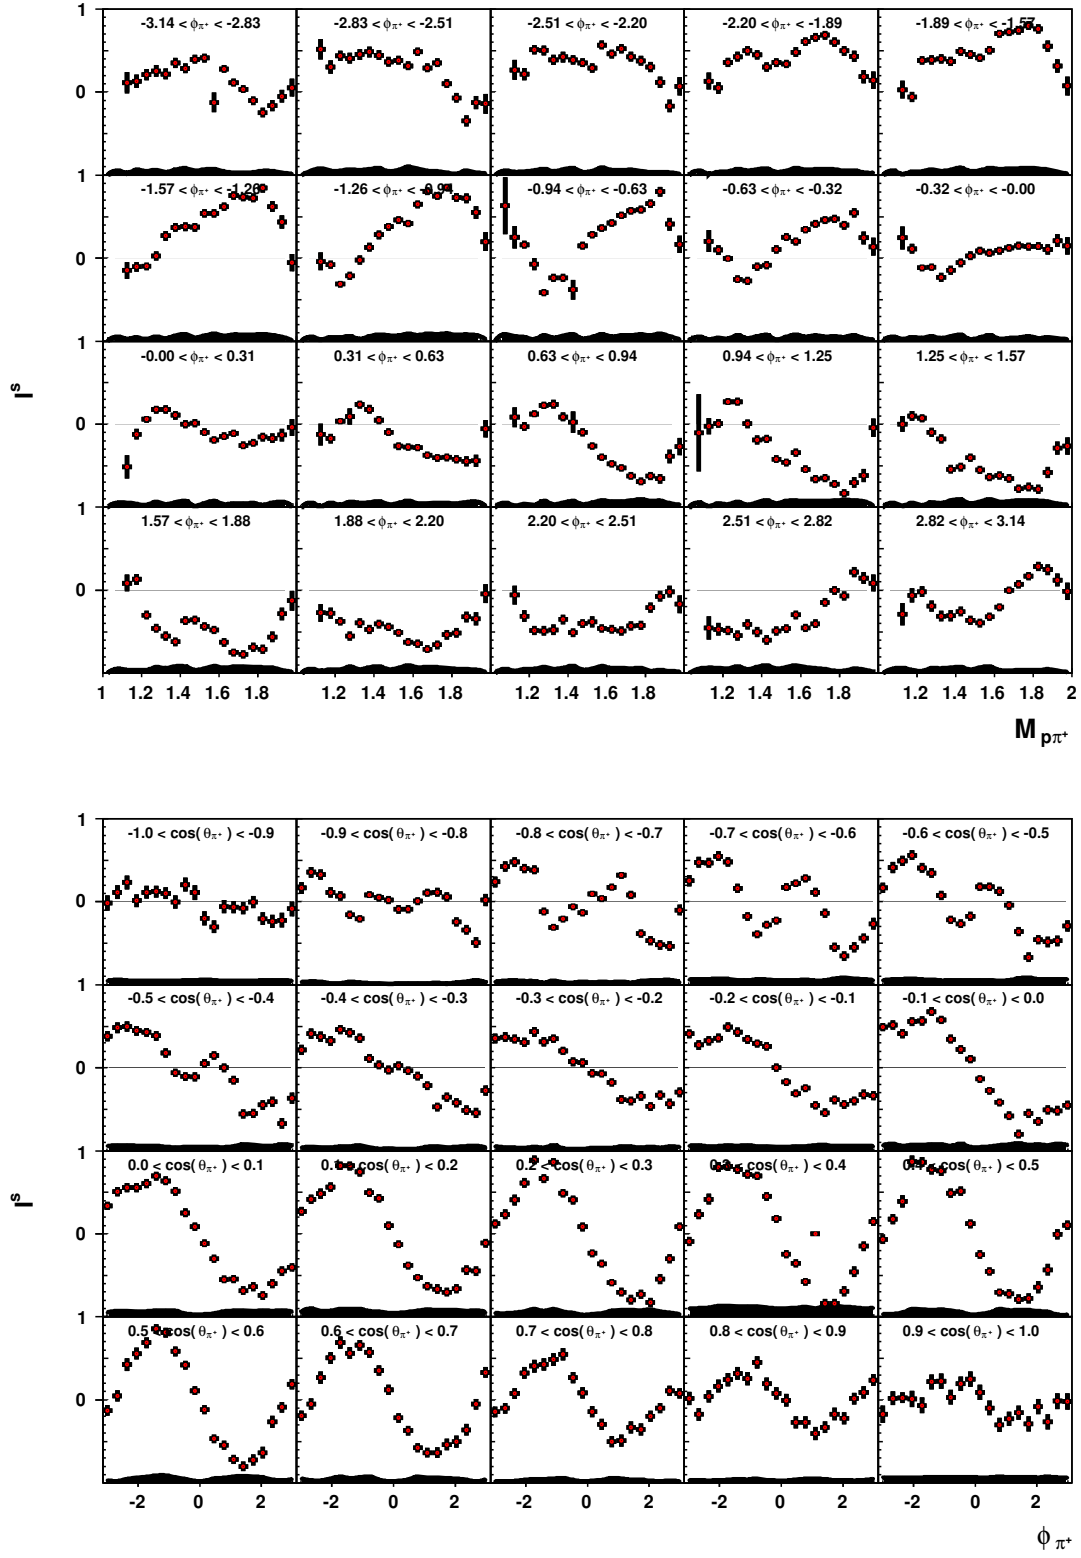 1
-3.14 < ϕπ⁺ < -2.83 -2.83 < ϕπ⁺ < -2.51 -2.51 < ϕπ⁺ < -2.20 -2.20 < ϕπ⁺ < -1.89 -1.89 < ϕπ⁺ < -1.57
0
1
-1.57 < ϕπ⁺ < -1.26 -1.26 < ϕπ⁺ < -0.94 -0.94 < ϕπ⁺ < -0.63 -0.63 < ϕπ⁺ < -0.32 -0.32 < ϕπ⁺ < -0.00
0
1
-0.00 < ϕπ⁺ < 0.31 0.31 < ϕπ⁺ < 0.63 0.63 < ϕπ⁺ < 0.94 0.94 < ϕπ⁺ < 1.25 1.25 < ϕπ⁺ < 1.57
Iˢ
0
1
1.57 < ϕπ⁺ < 1.88 1.88 < ϕπ⁺ < 2.20 2.20 < ϕπ⁺ < 2.51 2.51 < ϕπ⁺ < 2.82 2.82 < ϕπ⁺ < 3.14
0
1 1.2 1.4 1.6 1.8 1.2 1.4 1.6 1.8 1.2 1.4 1.6 1.8 1.2 1.4 1.6 1.8 1.2 1.4 1.6 1.8 2
M pπ⁺
1
-1.0 < cos( θπ⁺ ) < -0.9 -0.9 < cos( θπ⁺ ) < -0.8 -0.8 < cos( θπ⁺ ) < -0.7 -0.7 < cos( θπ⁺ ) < -0.6 -0.6 < cos( θπ⁺ ) < -0.5
0
1
-0.5 < cos( θπ⁺ ) < -0.4 -0.4 < cos( θπ⁺ ) < -0.3 -0.3 < cos( θπ⁺ ) < -0.2 -0.2 < cos( θπ⁺ ) < -0.1 -0.1 < cos( θπ⁺ ) < 0.0
0
1
0.0 < cos( θπ⁺ ) < 0.1 0.1 < cos( θπ⁺ ) < 0.2 0.2 < cos( θπ⁺ ) < 0.3 0.3 < cos( θπ⁺ ) < 0.4 0.4 < cos( θπ⁺ ) < 0.5
Iˢ
0
1
0.5 < cos( θπ⁺ ) < 0.6 0.6 < cos( θπ⁺ ) < 0.7 0.7 < cos( θπ⁺ ) < 0.8 0.8 < cos( θπ⁺ ) < 0.9 0.9 < cos( θπ⁺ ) < 1.0
0
-2 0 2 -2 0 2 -2 0 2 -2 0 2 -2 0 2
ϕ π⁺